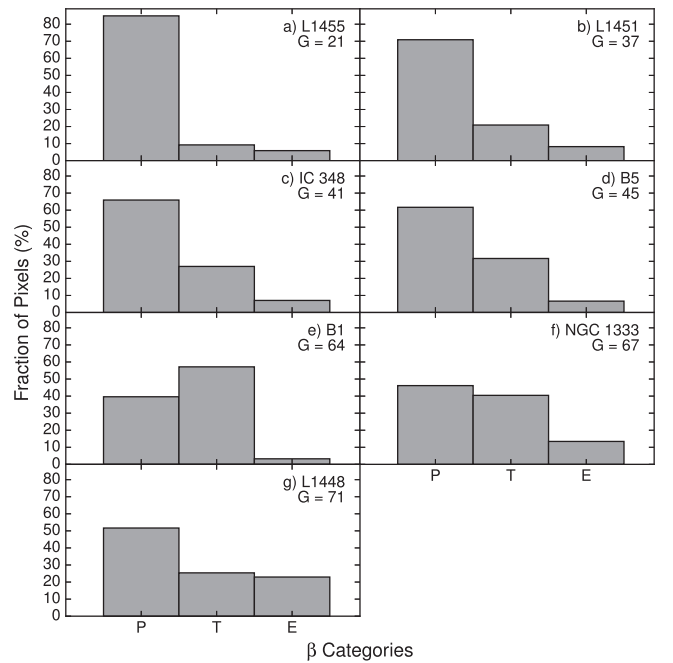 Fraction of Pixels (%)
80
70
60
50
40
30
20
10
0
a) L1455
G = 21
b) L1451
G = 37
80
70
60
50
40
30
20
10
0
c) IC 348
G = 41
d) B5
G = 45
80
70
60
50
40
30
20
10
0
e) B1
G = 64
f) NGC 1333
G = 67
P T E
80
70
60
50
40
30
20
10
0
g) L1448
G = 71
P T E
β Categories